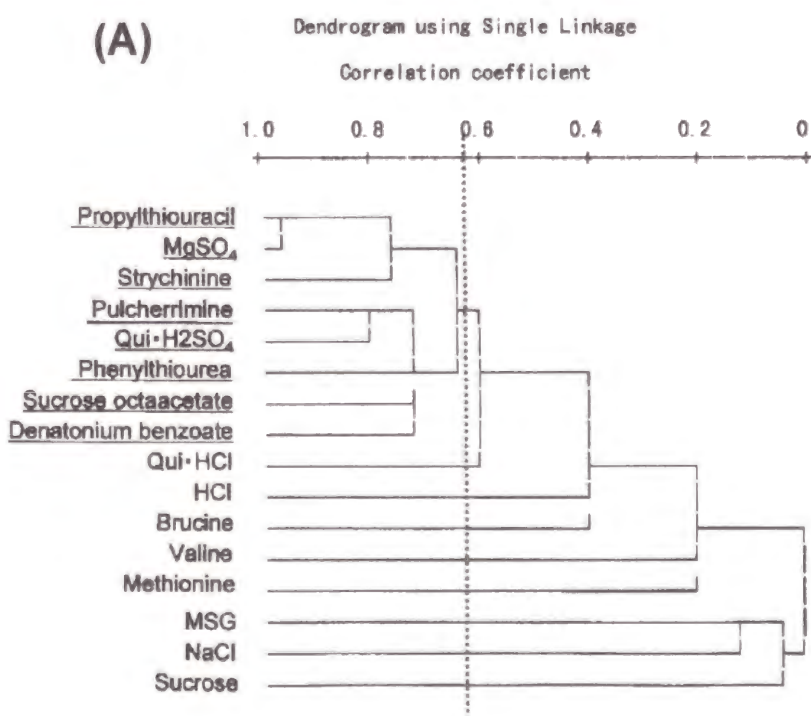 (A)
Dendrogram using Single Linkage
Correlation coefficient
1.0 0.8 0.6 0.4 0.2 0
Propylthiouracil
MgSO₄
Strychinine
Pulcherrimine
Qui·H2SO₄
Phenylthiourea
Sucrose octaacetate
Denatonium benzoate
Qui·HCl
HCl
Brucine
Valine
Methionine
MSG
NaCl
Sucrose